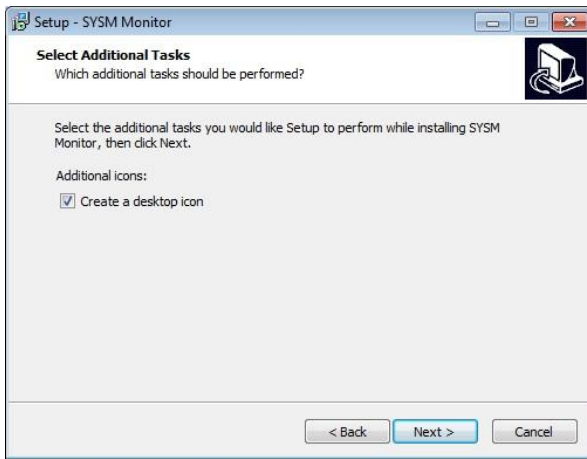 Setup - SYSM Monitor
Select Additional Tasks
Which additional tasks should be performed?
Select the additional tasks you would like Setup to perform while installing SYSM
Monitor, then click Next.
Additional icons:
Create a desktop icon
< Back
Next >
Cancel